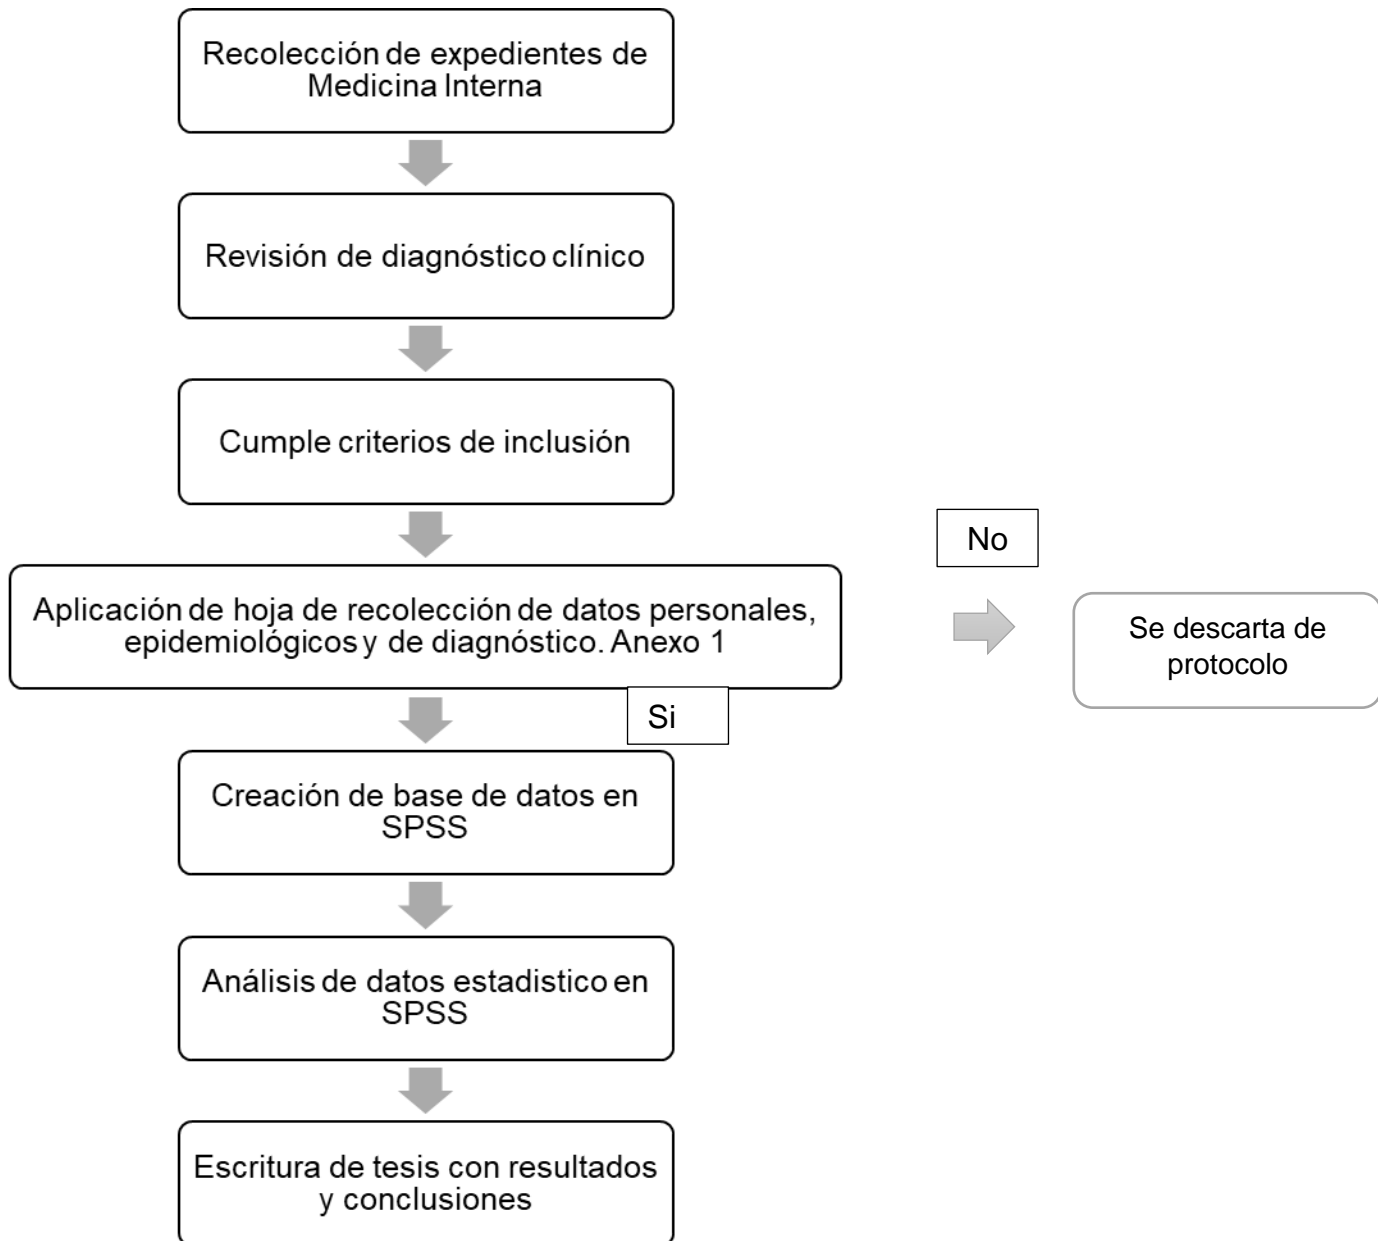 Recolección de expedientes de
Medicina Interna
Revisión de diagnóstico clínico
Cumple criterios de inclusión
No
Aplicación de hoja de recolección de datos personales,
epidemiológicos y de diagnóstico. Anexo 1
Se descarta de
protocolo
Si
Creación de base de datos en
SPSS
Análisis de datos estadistico en
SPSS
Escritura de tesis con resultados
y conclusiones